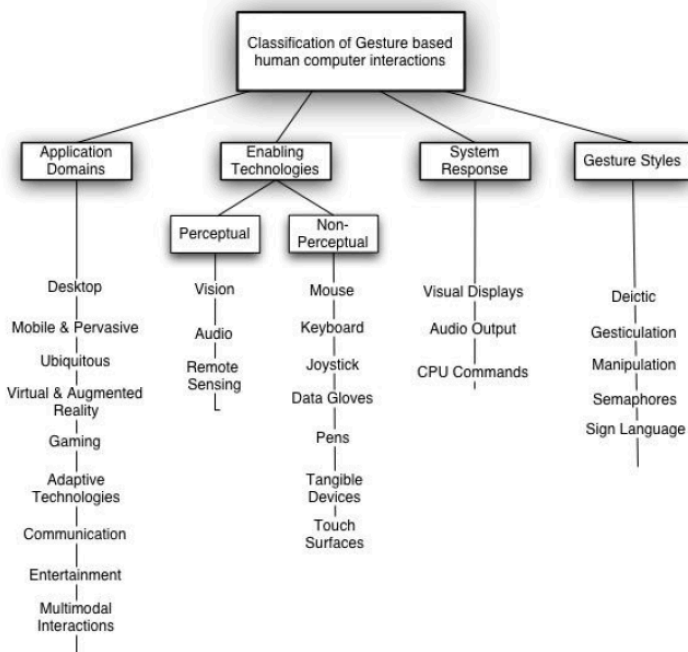 Classification of Gesture based
human computer interactions
Application
Domains
Enabling
Technologies
System
Response
Gesture Styles
Perceptual
Non-
Perceptual
Desktop
Mobile & Pervasive
Ubiquitous
Virtual & Augmented
Reality
Gaming
Adaptive
Technologies
Communication
Entertainment
Multimodal
Interactions
Vision
Audio
Remote
Sensing
Mouse
Keyboard
Joystick
Data Gloves
Pens
Tangible
Devices
Touch
Surfaces
Visual Displays
Audio Output
CPU Commands
Deictic
Gesticulation
Manipulation
Semaphores
Sign Language